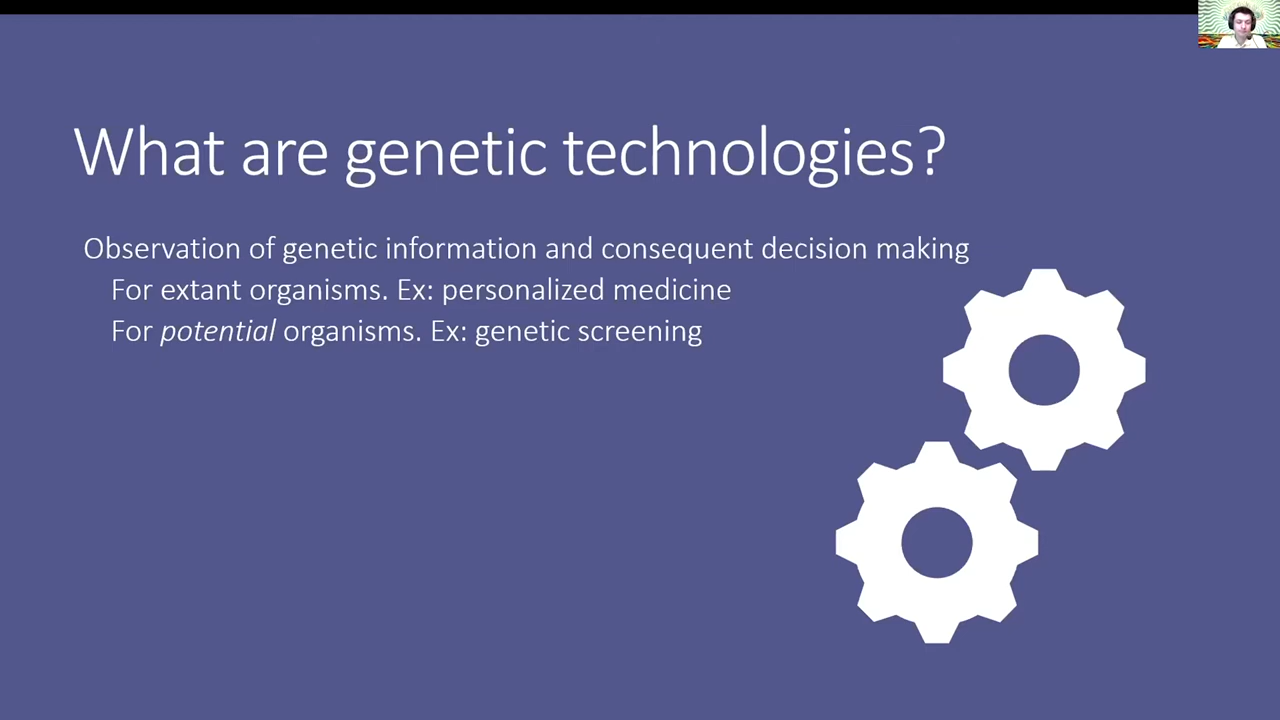 What are genetic technologies?
Observation of genetic information and consequent decision making
For extant organisms. Ex: personalized medicine
For potential organisms. Ex: genetic screening